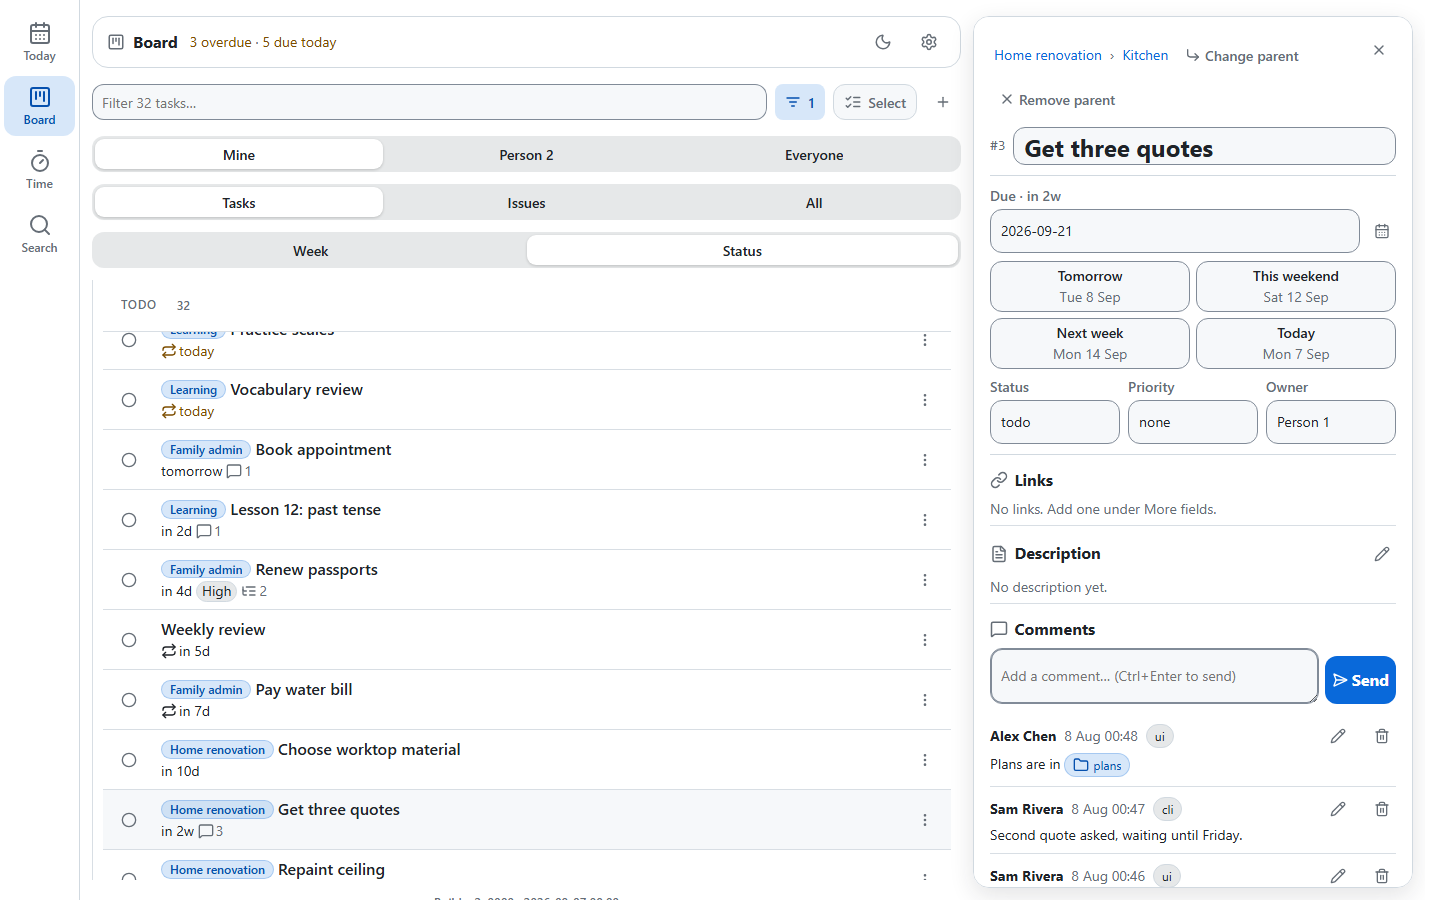 Today
Board
Time
Search
Board 3 overdue · 5 due today
Filter 32 tasks...
1
Select
Mine Person 2 Everyone
Tasks Issues All
Week Status
TODO 32
Learning Practice scales
today
Learning Vocabulary review
today
Family admin Book appointment
tomorrow 1
Learning Lesson 12: past tense
in 2d 1
Family admin Renew passports
in 4d High 2
Weekly review
in 5d
Family admin Pay water bill
in 7d
Home renovation Choose worktop material
in 10d
Home renovation Get three quotes
in 2w 3
Home renovation Repaint ceiling
Home renovation › Kitchen Change parent
Remove parent
#3 Get three quotes
Due · in 2w
2026-09-21
Tomorrow
Tue 8 Sep
This weekend
Sat 12 Sep
Next week
Mon 14 Sep
Today
Mon 7 Sep
Status Priority Owner
todo none Person 1
Links
No links. Add one under More fields.
Description
No description yet.
Comments
Add a comment... (Ctrl+Enter to send)
Send
Alex Chen 8 Aug 00:48 ui
Plans are in plans
Sam Rivera 8 Aug 00:47 cli
Second quote asked, waiting until Friday.
Sam Rivera 8 Aug 00:46 ui